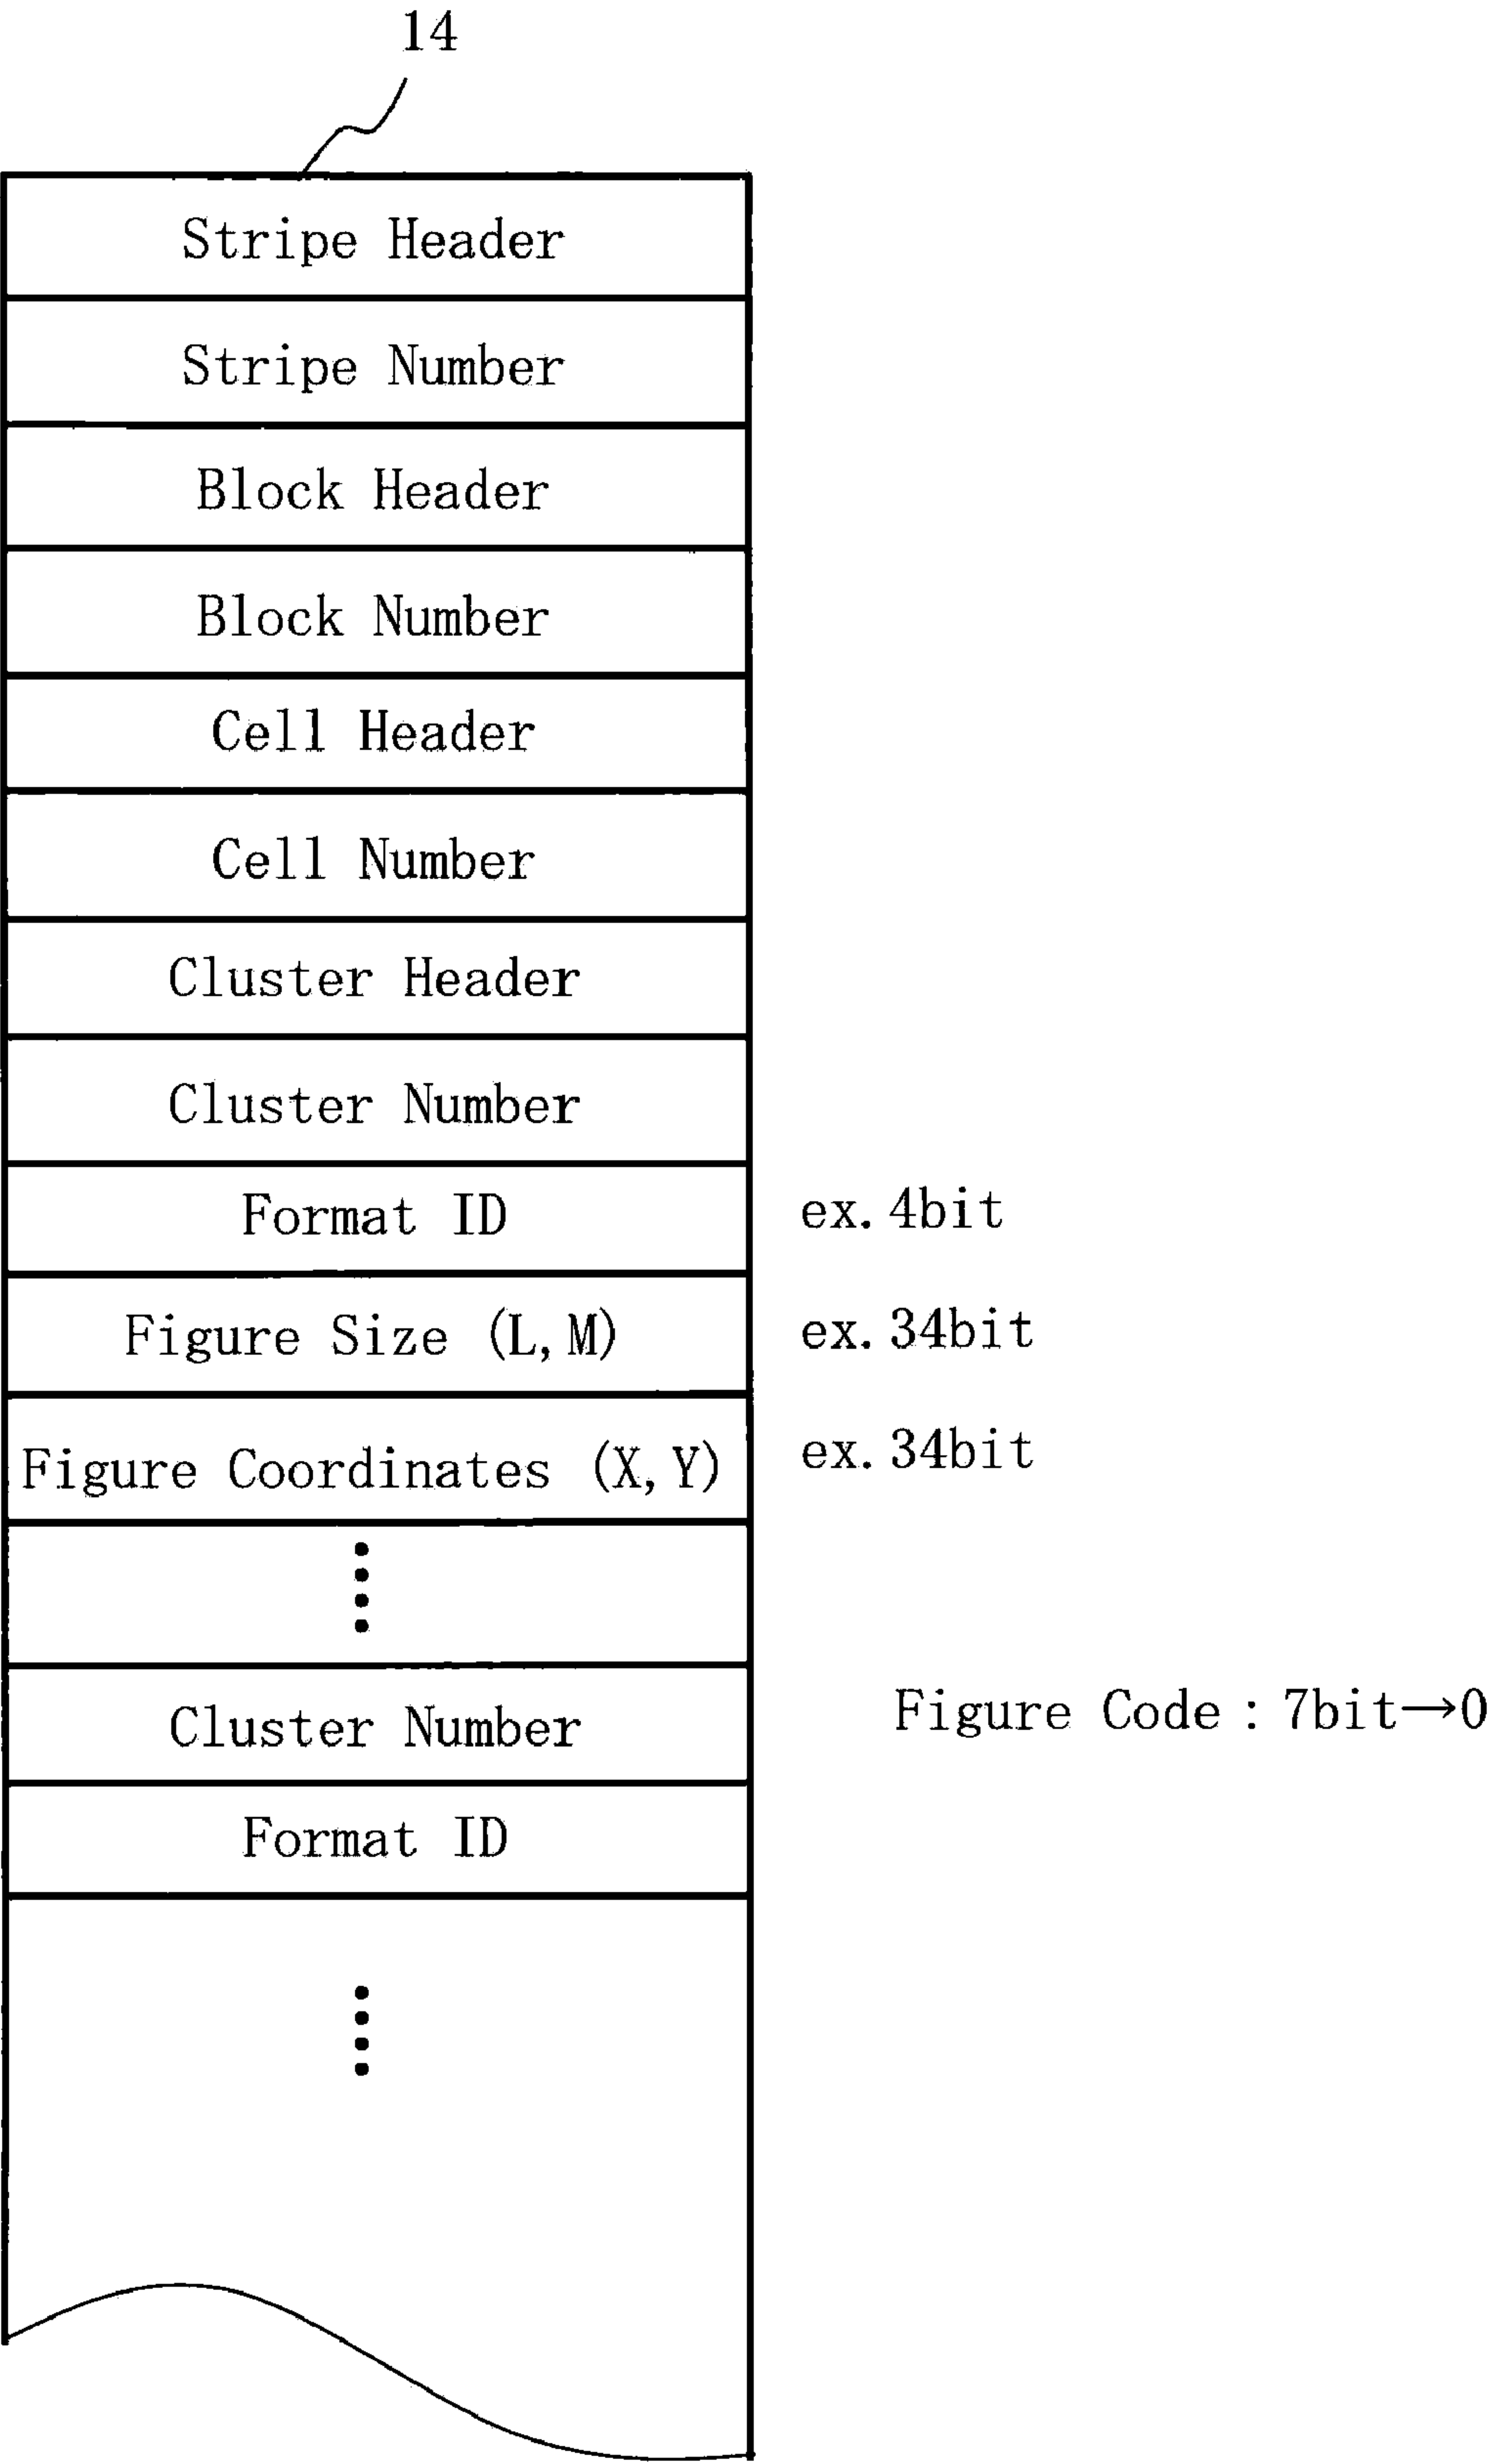 14
Stripe Header
Stripe Number
Block Header
Block Number
Cell Header
Cell Number
Cluster Header
Cluster Number
Format ID
ex. 4bit
Figure Size (L, M)
ex. 34bit
Figure Coordinates (X, Y)
ex. 34bit
Cluster Number
Figure Code : 7bit→0
Format ID